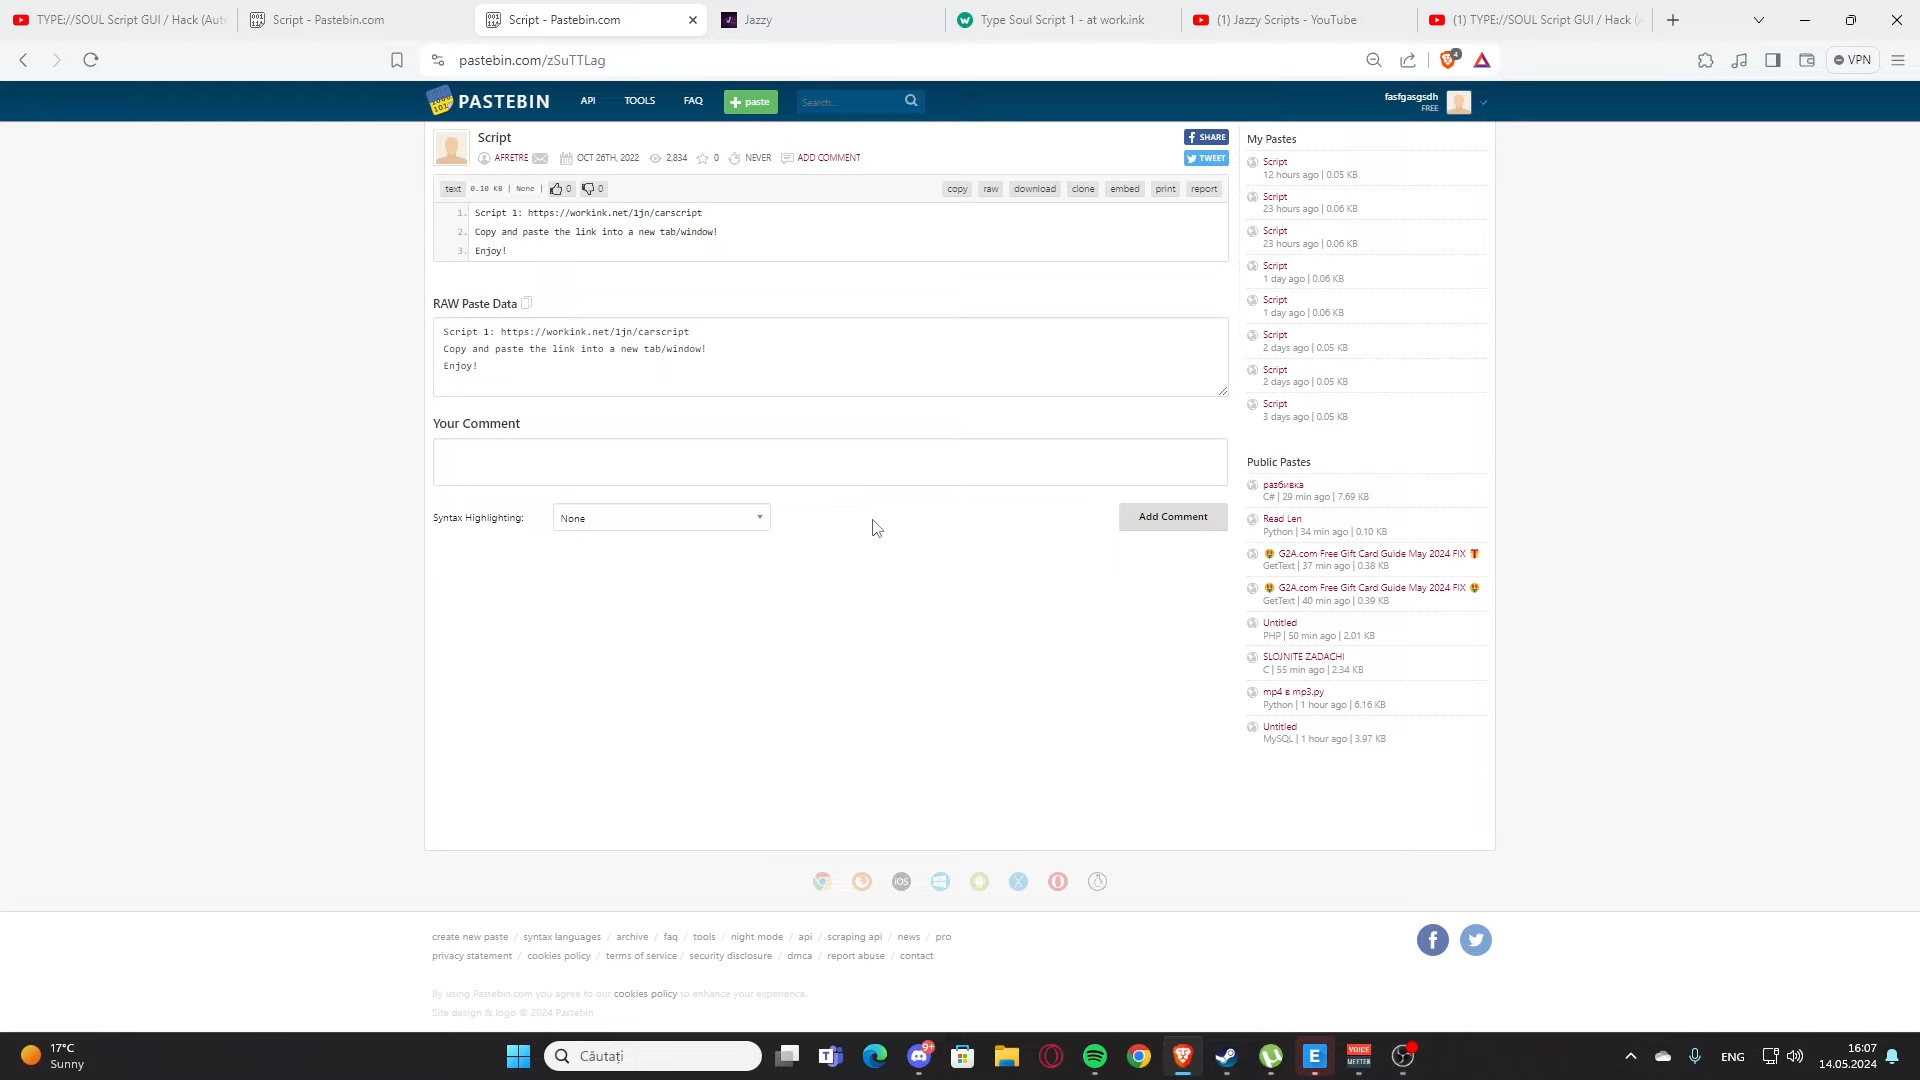 TYPE://SOUL Script GUI / Hack (Aut
Script - Pastebin.com
Script - Pastebin.com
Jazzy
Type Soul Script 1 - at work.ink
(1) Jazzy Scripts - YouTube
(1) TYPE://SOUL Script GUI / Hack (A
pastebin.com/zSuTTLag
4
VPN
PASTEBIN
API
TOOLS
FAQ
+ paste
Search...
fasfgasgsdh
FREE
Script
AFRETRE
OCT 26TH, 2022
2,834
0
NEVER
ADD COMMENT
SHARE
TWEET
text 0.10 KB | None | 0 0
copy raw download clone embed print report
1. Script 1: https://workink.net/1jn/carscript
2. Copy and paste the link into a new tab/window!
3. Enjoy!
RAW Paste Data
Script 1: https://workink.net/1jn/carscript
Copy and paste the link into a new tab/window!
Enjoy!
Your Comment
Syntax Highlighting:
None
Add Comment
My Pastes
Script
12 hours ago | 0.05 KB
Script
23 hours ago | 0.06 KB
Script
23 hours ago | 0.06 KB
Script
1 day ago | 0.06 KB
Script
1 day ago | 0.06 KB
Script
2 days ago | 0.05 KB
Script
2 days ago | 0.05 KB
Script
3 days ago | 0.05 KB
Public Pastes
разбивка
C# | 29 min ago | 7.69 KB
Read Len
Python | 34 min ago | 0.10 KB
🤑 G2A.com Free Gift Card Guide May 2024 FIX 🎁
GetText | 37 min ago | 0.38 KB
🤑 G2A.com Free Gift Card Guide May 2024 FIX 🤑
GetText | 40 min ago | 0.39 KB
Untitled
PHP | 50 min ago | 2.01 KB
SLOJNITE ZADACHI
C | 55 min ago | 2.34 KB
mp4 в mp3.py
Python | 1 hour ago | 6.16 KB
Untitled
MySQL | 1 hour ago | 3.97 KB
iOS
create new paste / syntax languages / archive / faq / tools / night mode / api / scraping api / news / pro
privacy statement / cookies policy / terms of service / security disclosure / dmca / report abuse / contact
By using Pastebin.com you agree to our cookies policy to enhance your experience.
Site design & logo © 2024 Pastebin
17°C
Sunny
Căutați
9+
E
VOICE
MEETER
ENG
16:07
14.05.2024